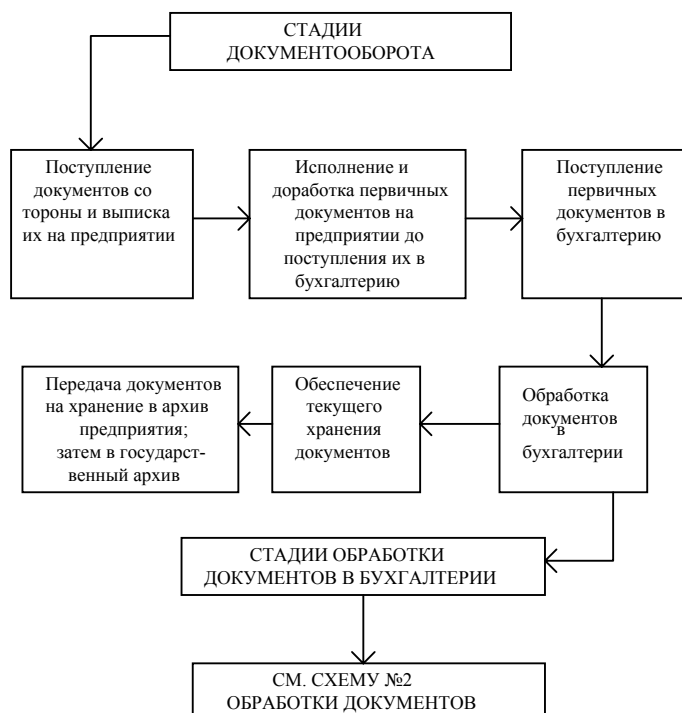 СТАДИИ
ДОКУМЕНТООБОРОТА
Поступление
документов со
тороны и выписка
их на предприятии
Исполнение и
доработка первичных
документов на
предприятии до
поступления их в
бухгалтерию
Поступление
первичных
документов в
бухгалтерию
Передача документов
на хранение в архив
предприятия;
затем в государст-
венный архив
Обеспечение
текущего
хранения
документов
Обработка
документов
в
бухгалтерии
СТАДИИ ОБРАБОТКИ
ДОКУМЕНТОВ В БУХГАЛТЕРИИ
СМ. СХЕМУ №2
ОБРАБОТКИ ДОКУМЕНТОВ